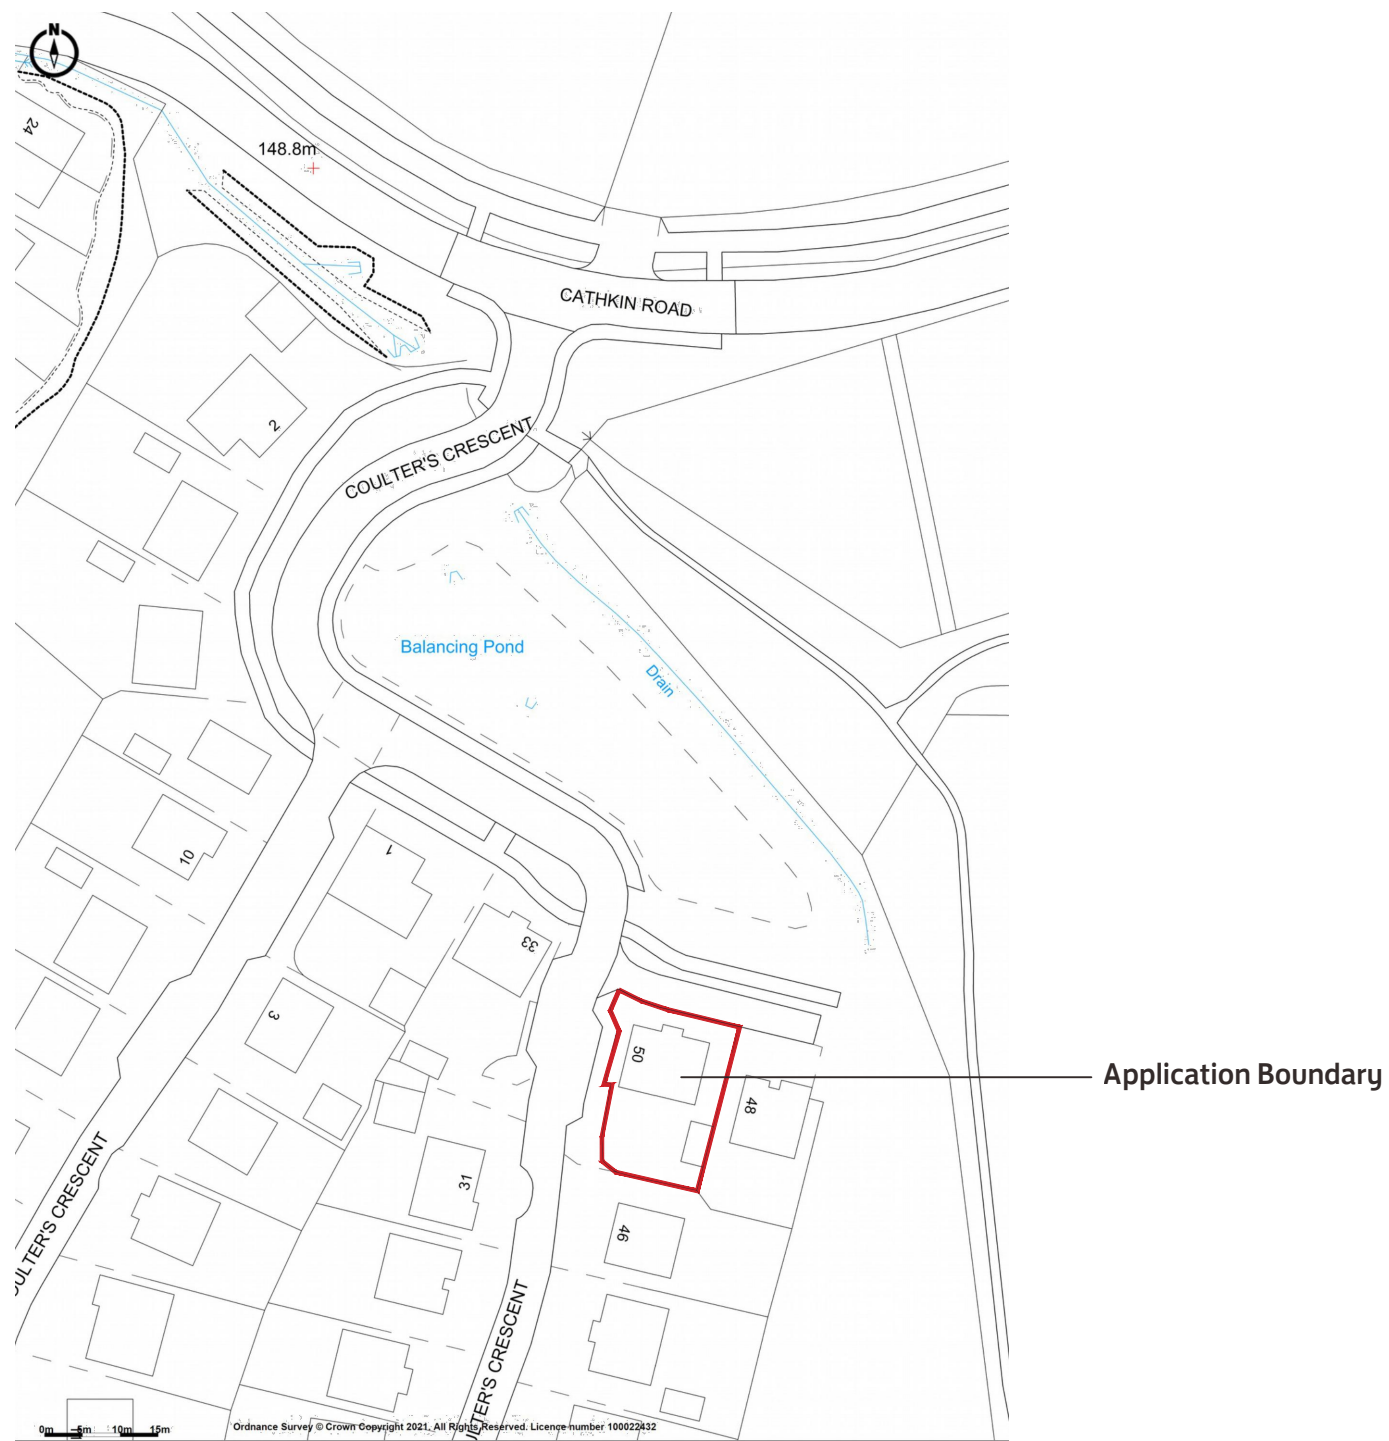 N
24
148.8m
CATHKIN ROAD
2
COULTER'S CRESCENT
Balancing Pond
Drain
10
1
33
3
50
Application Boundary
48
31
46
OULTER'S CRESCENT
LTER'S CRESCENT
0m 5m 10m 15m
Ordnance Survey © Crown Copyright 2021. All Rights Reserved. Licence number 100022432